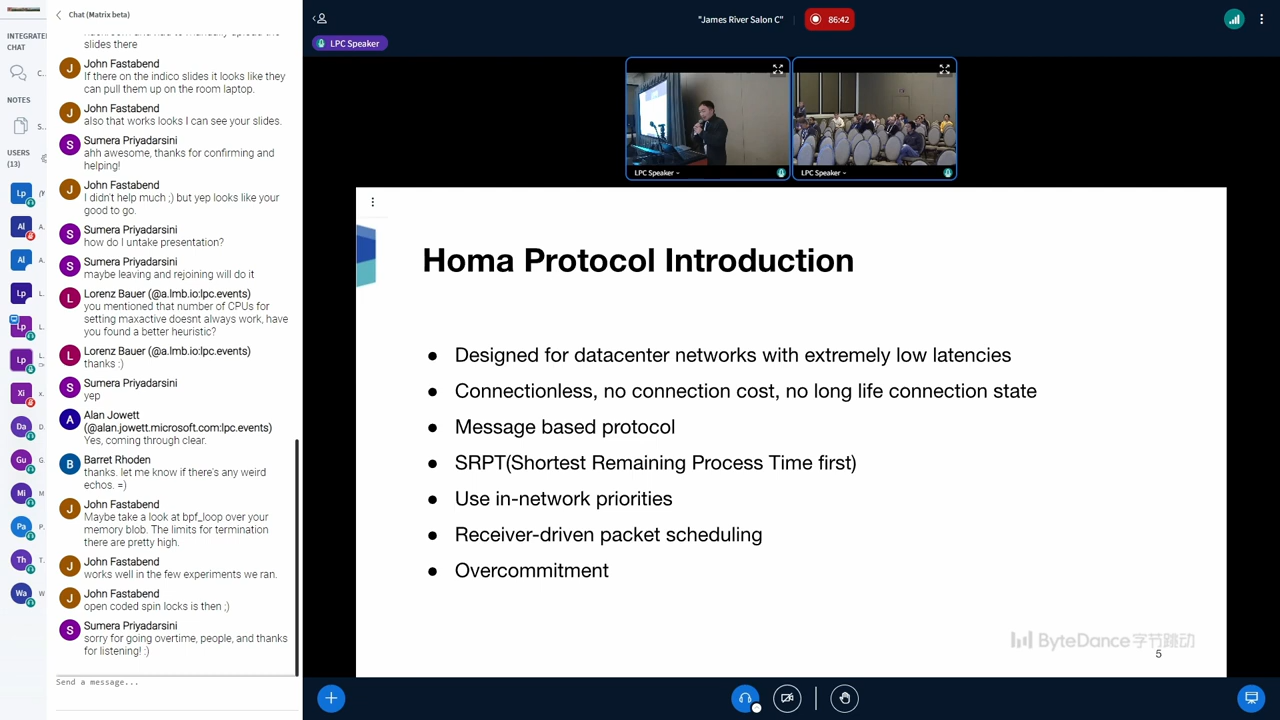 Chat (Matrix beta)
INTEGRATE
CHAT
C..
NOTES
S..
USERS
(13)
slides there
John Fastabend
If there on the indico slides it looks like they
can pull them up on the room laptop.
John Fastabend
also that works looks I can see your slides.
Sumera Priyadarsini
ahh awesome, thanks for confirming and
helping!
John Fastabend
I didn't help much ;) but yep looks like your
good to go.
Sumera Priyadarsini
how do I untake presentation?
Sumera Priyadarsini
maybe leaving and rejoining will do it
Lorenz Bauer (@a.lmb.io:lpc.events)
you mentioned that number of CPUs for
setting maxactive doesnt always work, have
you found a better heuristic?
Lorenz Bauer (@a.lmb.io:lpc.events)
thanks :)
Sumera Priyadarsini
yep
Alan Jowett
(@alan.jowett.microsoft.com:lpc.events)
Yes, coming through clear.
Barret Rhoden
thanks. let me know if there's any weird
echos. =)
John Fastabend
Maybe take a look at bpf_loop over your
memory blob. The limits for termination
there are pretty high.
John Fastabend
works well in the few experiments we ran.
John Fastabend
open coded spin locks is then ;)
Sumera Priyadarsini
sorry for going overtime, people, and thanks
for listening! :)
Send a message...
"James River Salon C"
86:42
LPC Speaker
LPC Speaker
LPC Speaker
Homa Protocol Introduction
● Designed for datacenter networks with extremely low latencies
● Connectionless, no connection cost, no long life connection state
● Message based protocol
● SRPT(Shortest Remaining Process Time first)
● Use in-network priorities
● Receiver-driven packet scheduling
● Overcommitment
ByteDance字节跳动
5